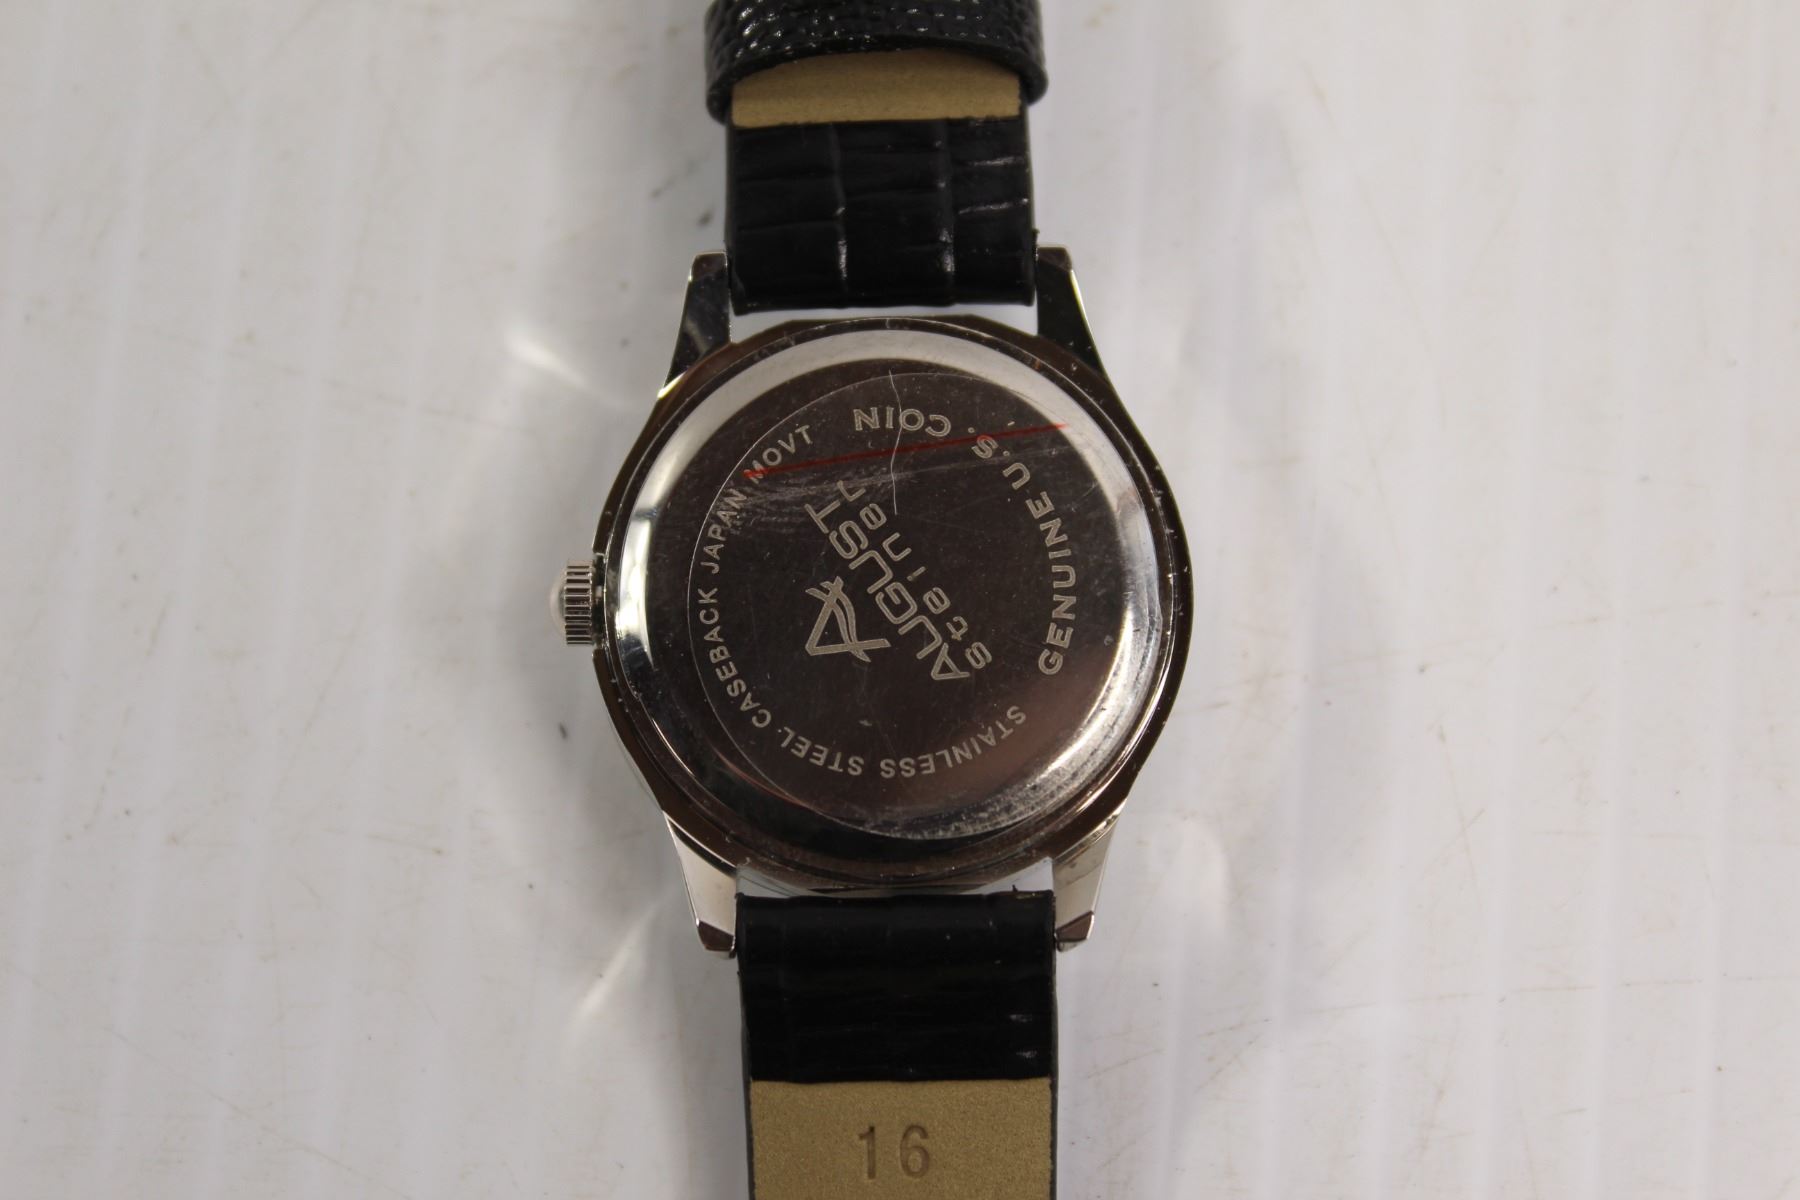 GENUINE U.S. COIN
AUGUST
steiner
STAINLESS STEEL CASEBACK JAPAN MOVT
16